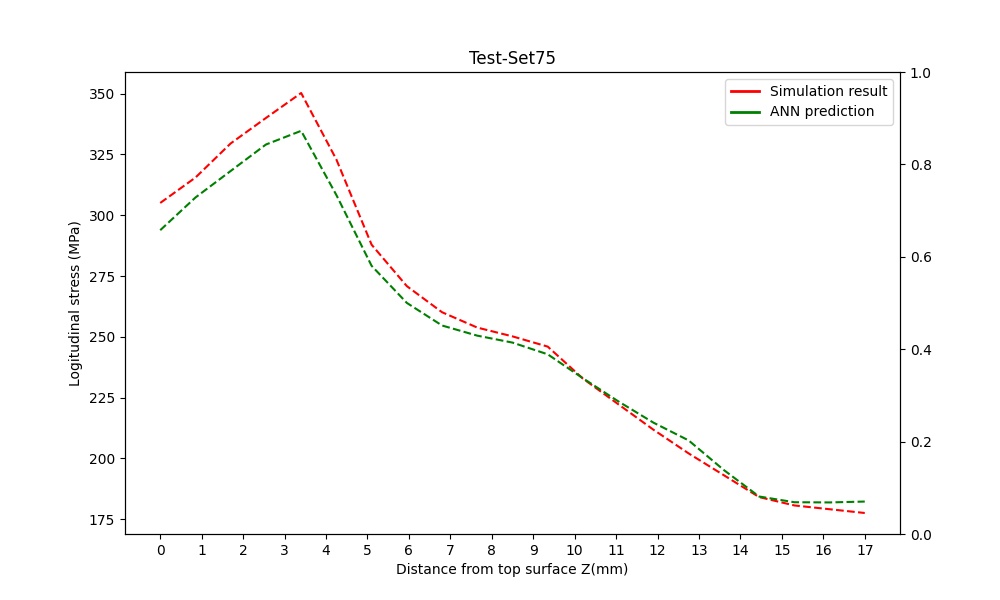 Test-Set75
Simulation result
ANN prediction
350
325
300
275
250
225
200
175
Logitudinal stress (MPa)
1.0
0.8
0.6
0.4
0.2
0.0
0 1 2 3 4 5 6 7 8 9 10 11 12 13 14 15 16 17
Distance from top surface Z(mm)